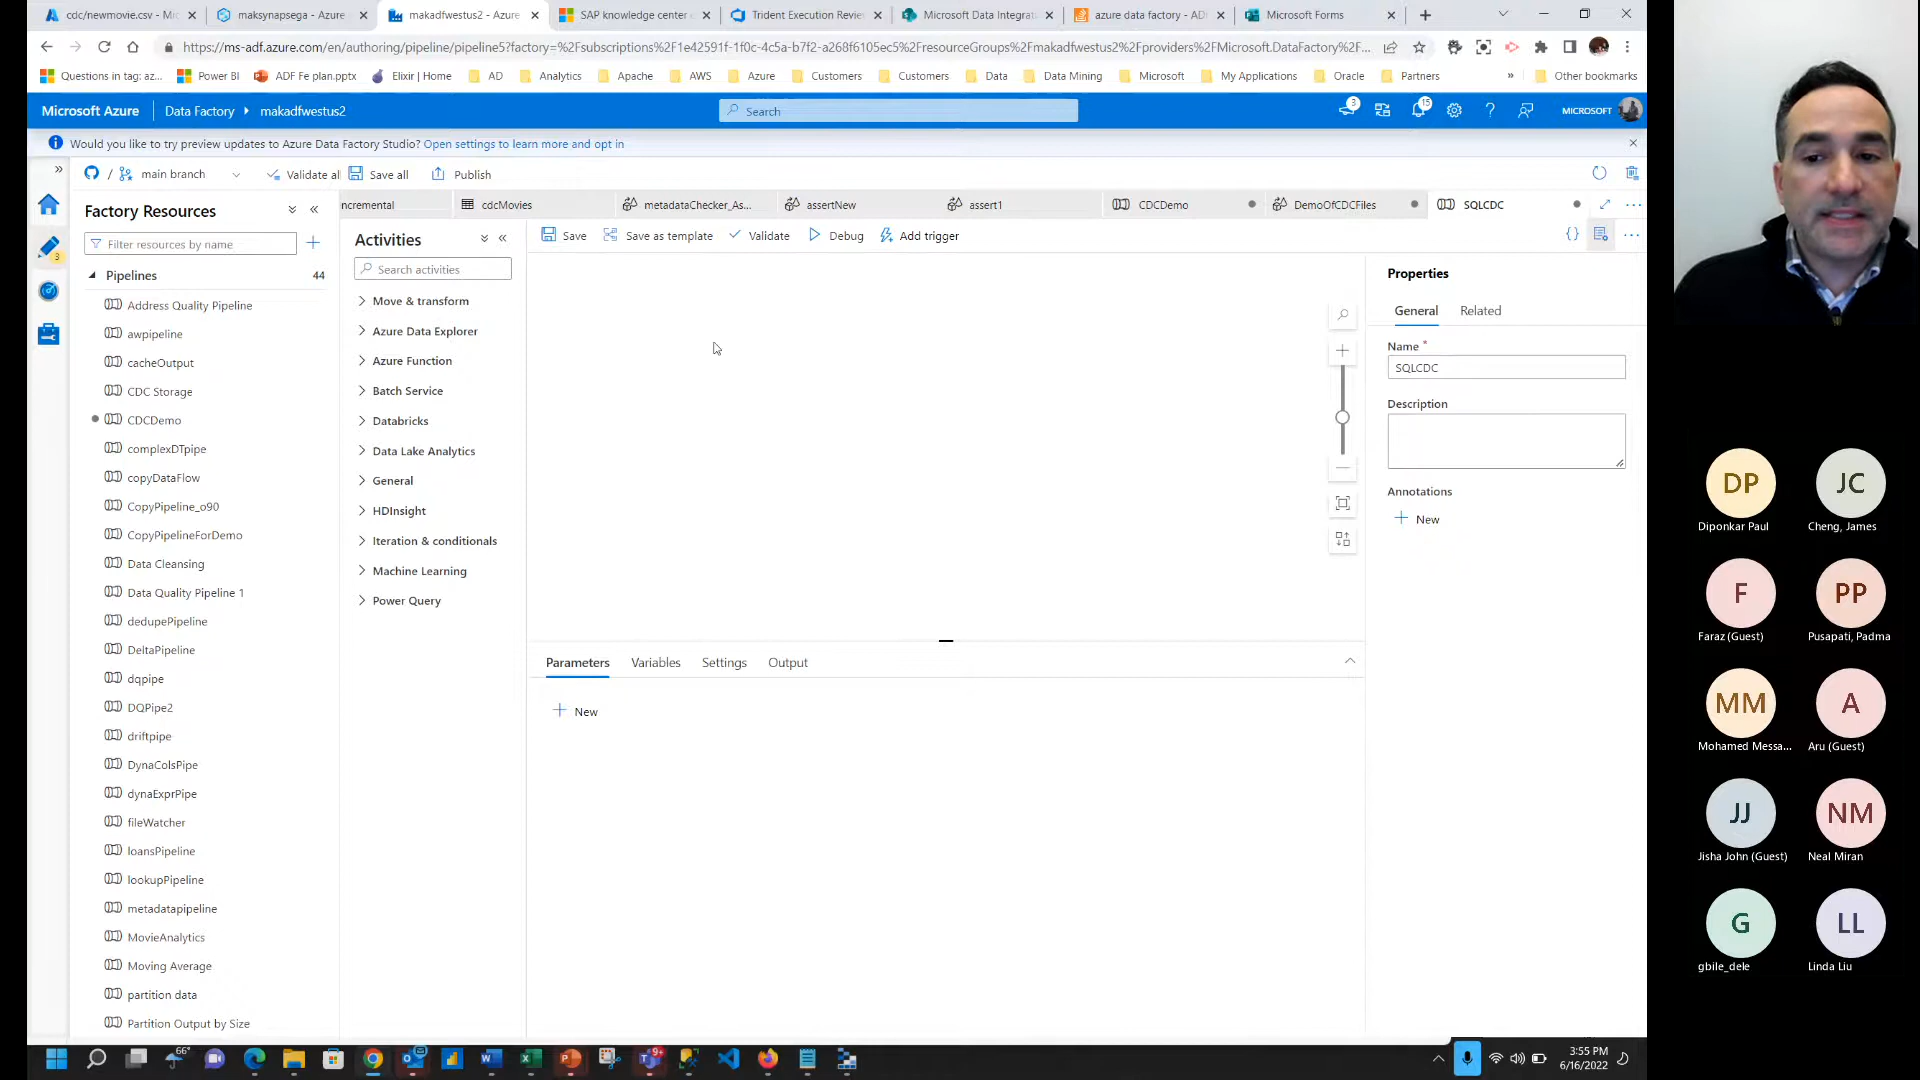 cdc/newmovie.csv - Mic
maksynapsega - Azure
makadfwestus2 - Azure
SAP knowledge center
Trident Execution Revie
Microsoft Data Integrat
azure data factory - AD
Microsoft Forms
https://ms-adf.azure.com/en/authoring/pipeline/pipeline5?factory=%2Fsubscriptions%2F1e42591f-1f0c-4c5a-b7f2-a268f6105ec5%2FresourceGroups%2Fmakadfwestus2%2Fproviders%2FMicrosoft.DataFactory%2F...
Questions in tag: az...
Power BI
ADF Fe plan.pptx
Elixir | Home
AD
Analytics
Apache
AWS
Azure
Customers
Customers
Data
Data Mining
Microsoft
My Applications
Oracle
Partners
»
Other bookmarks
Microsoft Azure
Data Factory
makadfwestus2
Search
3
15
MICROSOFT
Would you like to try preview updates to Azure Data Factory Studio? Open settings to learn more and opt in
/ main branch
Validate all
Save all
Publish
ncremental
cdcMovies
metadataChecker_As...
assertNew
assert1
CDCDemo
DemoOfCDCFiles
SQLCDC
3
Factory Resources
Filter resources by name
Pipelines
44
Address Quality Pipeline
awpipeline
cacheOutput
CDC Storage
CDCDemo
complexDTpipe
copyDataFlow
CopyPipeline_o90
CopyPipelineForDemo
Data Cleansing
Data Quality Pipeline 1
dedupePipeline
DeltaPipeline
dqpipe
DQPipe2
driftpipe
DynaColsPipe
dynaExprPipe
fileWatcher
loansPipeline
lookupPipeline
metadatapipeline
MovieAnalytics
Moving Average
partition data
Partition Output by Size
Activities
Search activities
Move & transform
Azure Data Explorer
Azure Function
Batch Service
Databricks
Data Lake Analytics
General
HDInsight
Iteration & conditionals
Machine Learning
Power Query
Save
Save as template
Validate
Debug
Add trigger
Parameters
Variables
Settings
Output
New
Properties
General
Related
Name *
SQLCDC
Description
Annotations
New
DP
Diponkar Paul
JC
Cheng, James
F
Faraz (Guest)
PP
Pusapati, Padma
MM
Mohamed Messa...
A
Aru (Guest)
JJ
Jisha John (Guest)
NM
Neal Miran
G
gbile_dele
LL
Linda Liu
66°
9+
3:55 PM
6/16/2022